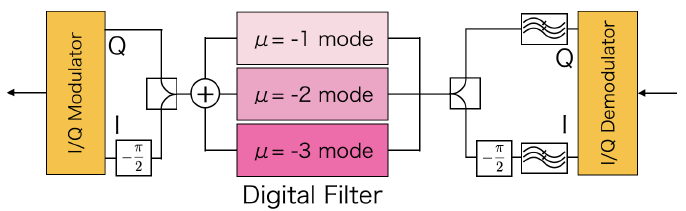 I/Q Modulator
Q
I
-π/2
+
μ= -1 mode
μ= -2 mode
μ= -3 mode
Digital Filter
-π/2
Q
I
I/Q Demodulator